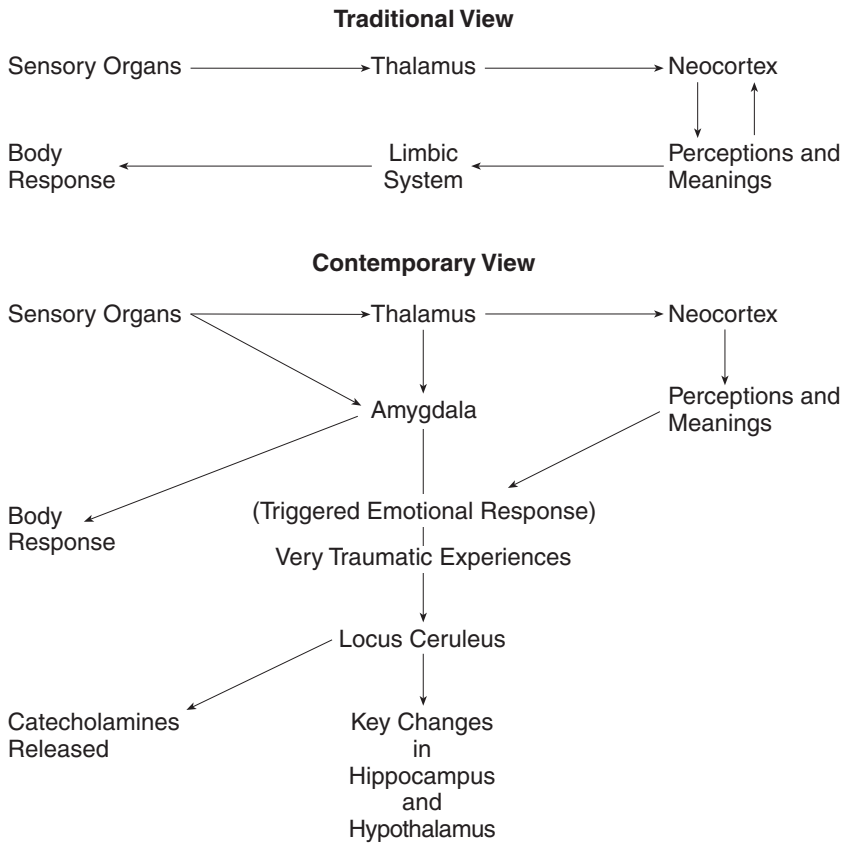 Traditional View
Sensory Organs Thalamus Neocortex
Body Response Limbic System Perceptions and Meanings
Contemporary View
Sensory Organs Thalamus Neocortex
Amygdala
Perceptions and
Meanings
Body
Response
(Triggered Emotional Response)
Very Traumatic Experiences
Locus Ceruleus
Catecholamines
Released
Key Changes
in
Hippocampus
and
Hypothalamus